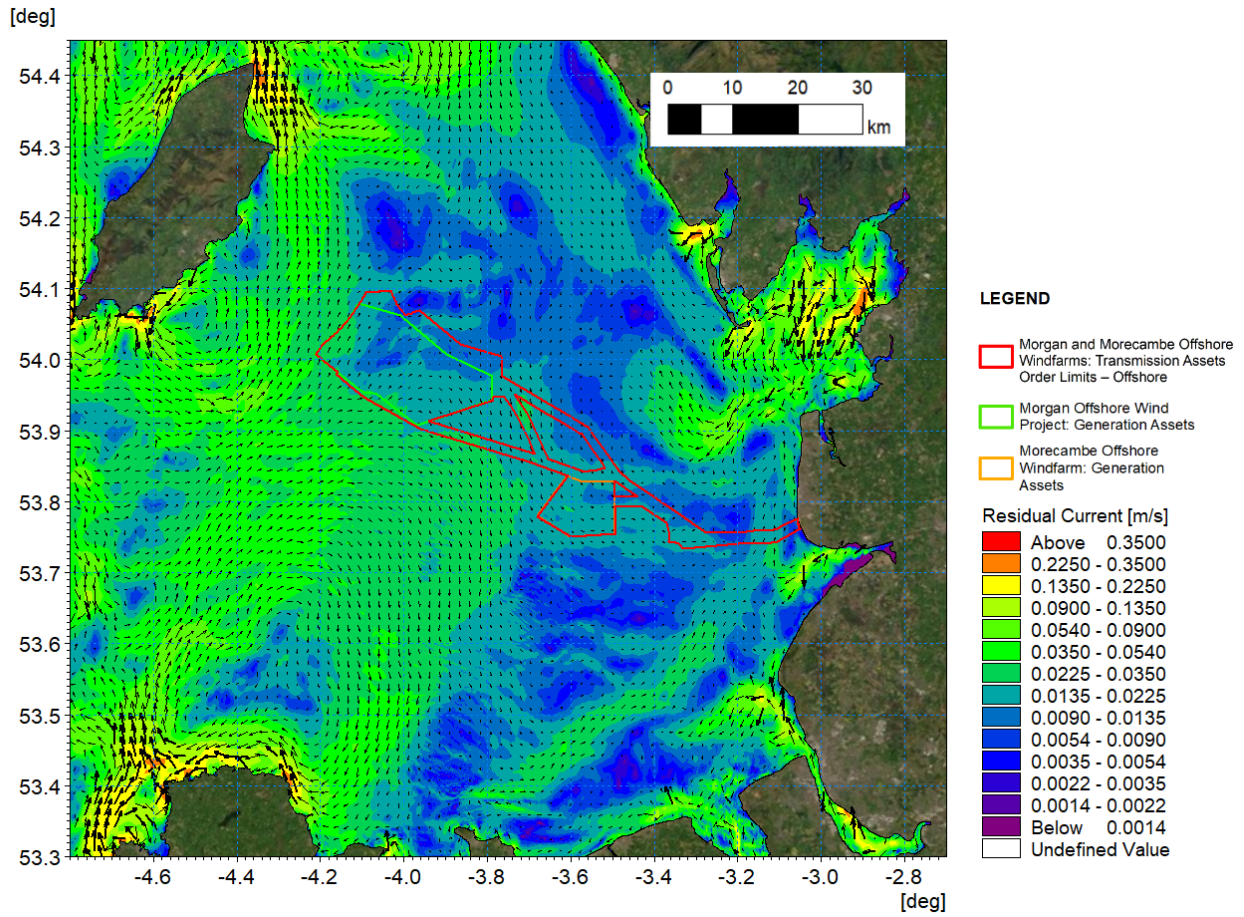 [deg]
54.4
54.3
54.2
54.1
54.0
53.9
53.8
53.7
53.6
53.5
53.4
53.3
0 10 20 30
km
-4.6 -4.4 -4.2 -4.0 -3.8 -3.6 -3.4 -3.2 -3.0 -2.8
[deg]
LEGEND
Morgan and Morecambe Offshore
Windfarms: Transmission Assets
Order Limits – Offshore
Morgan Offshore Wind
Project: Generation Assets
Morecambe Offshore
Windfarm: Generation
Assets
Residual Current [m/s]
Above 0.3500
0.2250 - 0.3500
0.1350 - 0.2250
0.0900 - 0.1350
0.0540 - 0.0900
0.0350 - 0.0540
0.0225 - 0.0350
0.0135 - 0.0225
0.0090 - 0.0135
0.0054 - 0.0090
0.0035 - 0.0054
0.0022 - 0.0035
0.0014 - 0.0022
Below 0.0014
Undefined Value